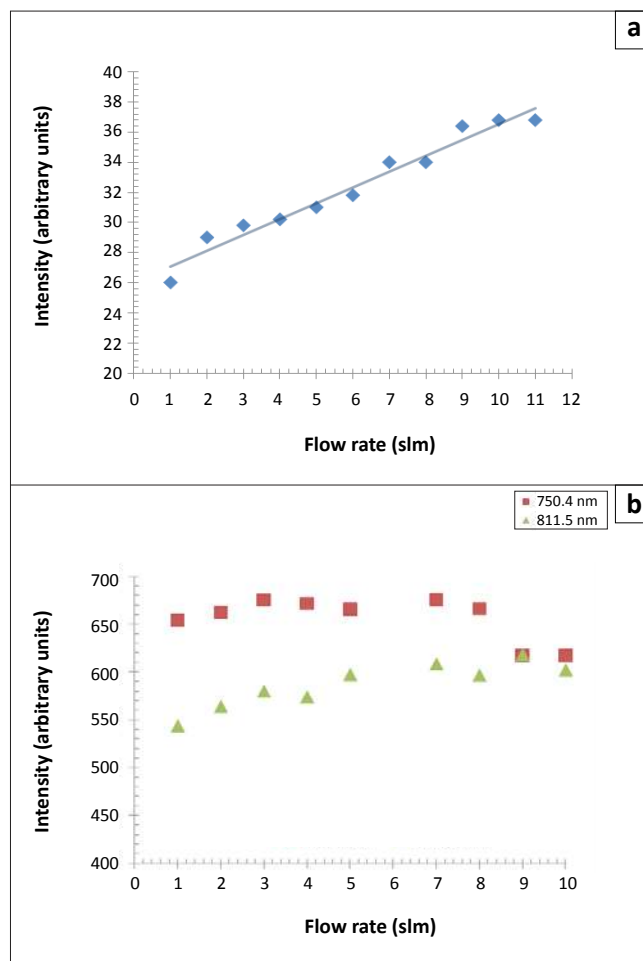 a
40
38
36
34
32
30
28
26
24
22
20
0 1 2 3 4 5 6 7 8 9 10 11 12
Intensity (arbitrary units)
Flow rate (slm)
b
750.4 nm
811.5 nm
700
650
600
550
500
450
400
0 1 2 3 4 5 6 7 8 9 10
Intensity (arbitrary units)
Flow rate (slm)